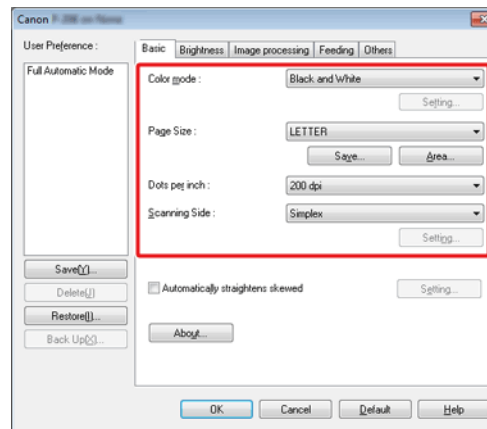 Canon
User Preference :
Full Automatic Mode
Save(Y)...
Delete(J)
Restore(I)...
Back Up(X)...
Basic Brightness Image processing Feeding Others
Color mode : Black and White
Setting...
Page Size : LETTER
Save... Area...
Dots per inch : 200 dpi
Scanning Side : Simplex
Setting...
Automatically straightens skewed Setting...
About...
OK Cancel Default Help